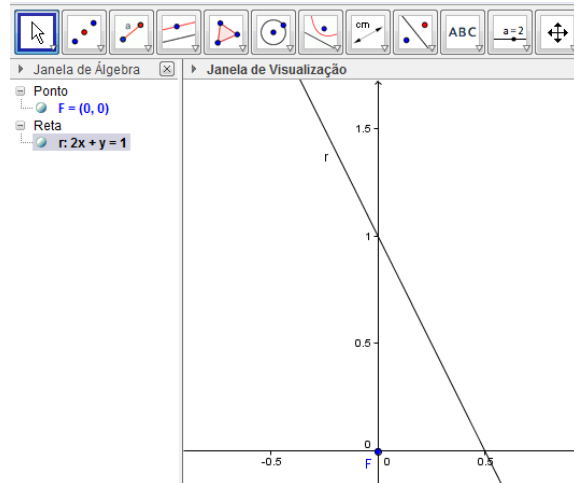 a
cm
ABC
a=2
Janela de Álgebra
Ponto
F = (0, 0)
Reta
r: 2x + y = 1
Janela de Visualização
1.5
r
1
0.5
0
-0.5
F
0
0.5